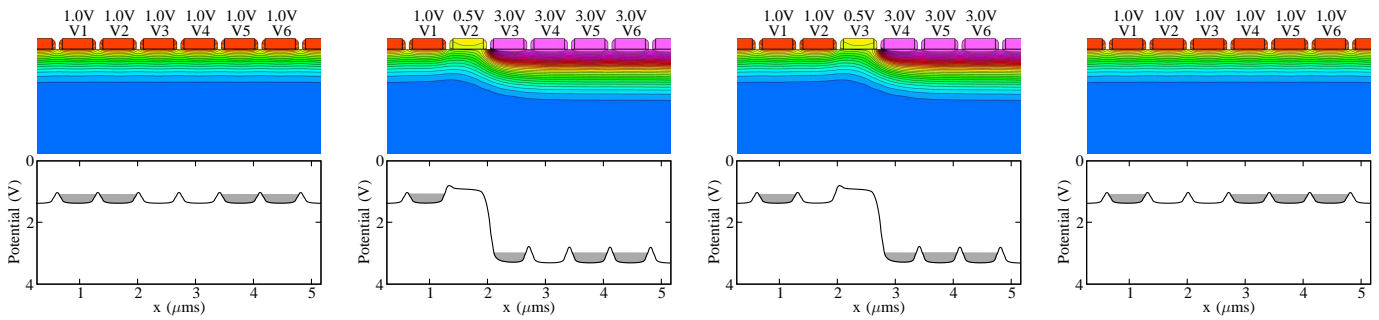 1.0V 1.0V 1.0V 1.0V 1.0V 1.0V
V1 V2 V3 V4 V5 V6
0
2
4
Potential (V)
1 2 3 4 5
x (μms)
1.0V 0.5V 3.0V 3.0V 3.0V 3.0V
V1 V2 V3 V4 V5 V6
0
2
4
Potential (V)
1 2 3 4 5
x (μms)
1.0V 1.0V 0.5V 3.0V 3.0V 3.0V
V1 V2 V3 V4 V5 V6
0
2
4
Potential (V)
1 2 3 4 5
x (μms)
1.0V 1.0V 1.0V 1.0V 1.0V 1.0V
V1 V2 V3 V4 V5 V6
0
2
4
Potential (V)
1 2 3 4 5
x (μms)